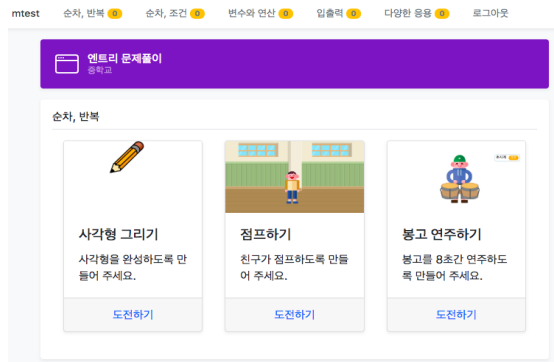 mtest 순차, 반복 0 순차, 조건 0 변수와 연산 0 입출력 0 다양한 응용 0 로그아웃
엔트리 문제풀이
중학교
순차, 반복
사각형 그리기
사각형을 완성하도록 만
들어 주세요.
도전하기
점프하기
친구가 점프하도록 만들
어 주세요.
도전하기
봉고 연주하기
봉고를 8초간 연주하도
록 만들어 주세요.
도전하기